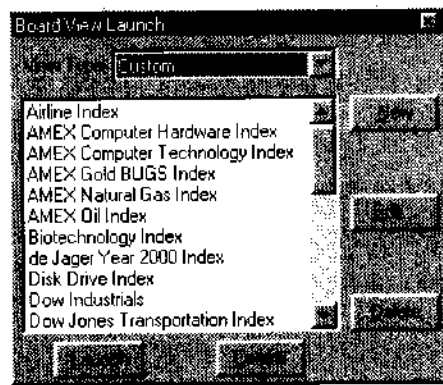 Board View Launch
Custom
Airline Index
AMEX Computer Hardware Index
AMEX Computer Technology Index
AMEX Gold BUGS Index
AMEX Natural Gas Index
AMEX Oil Index
Biotechnology Index
de Jager Year 2000 Index
Disk Drive Index
Dow Industrials
Dow Jones Transportation Index
New
Delete